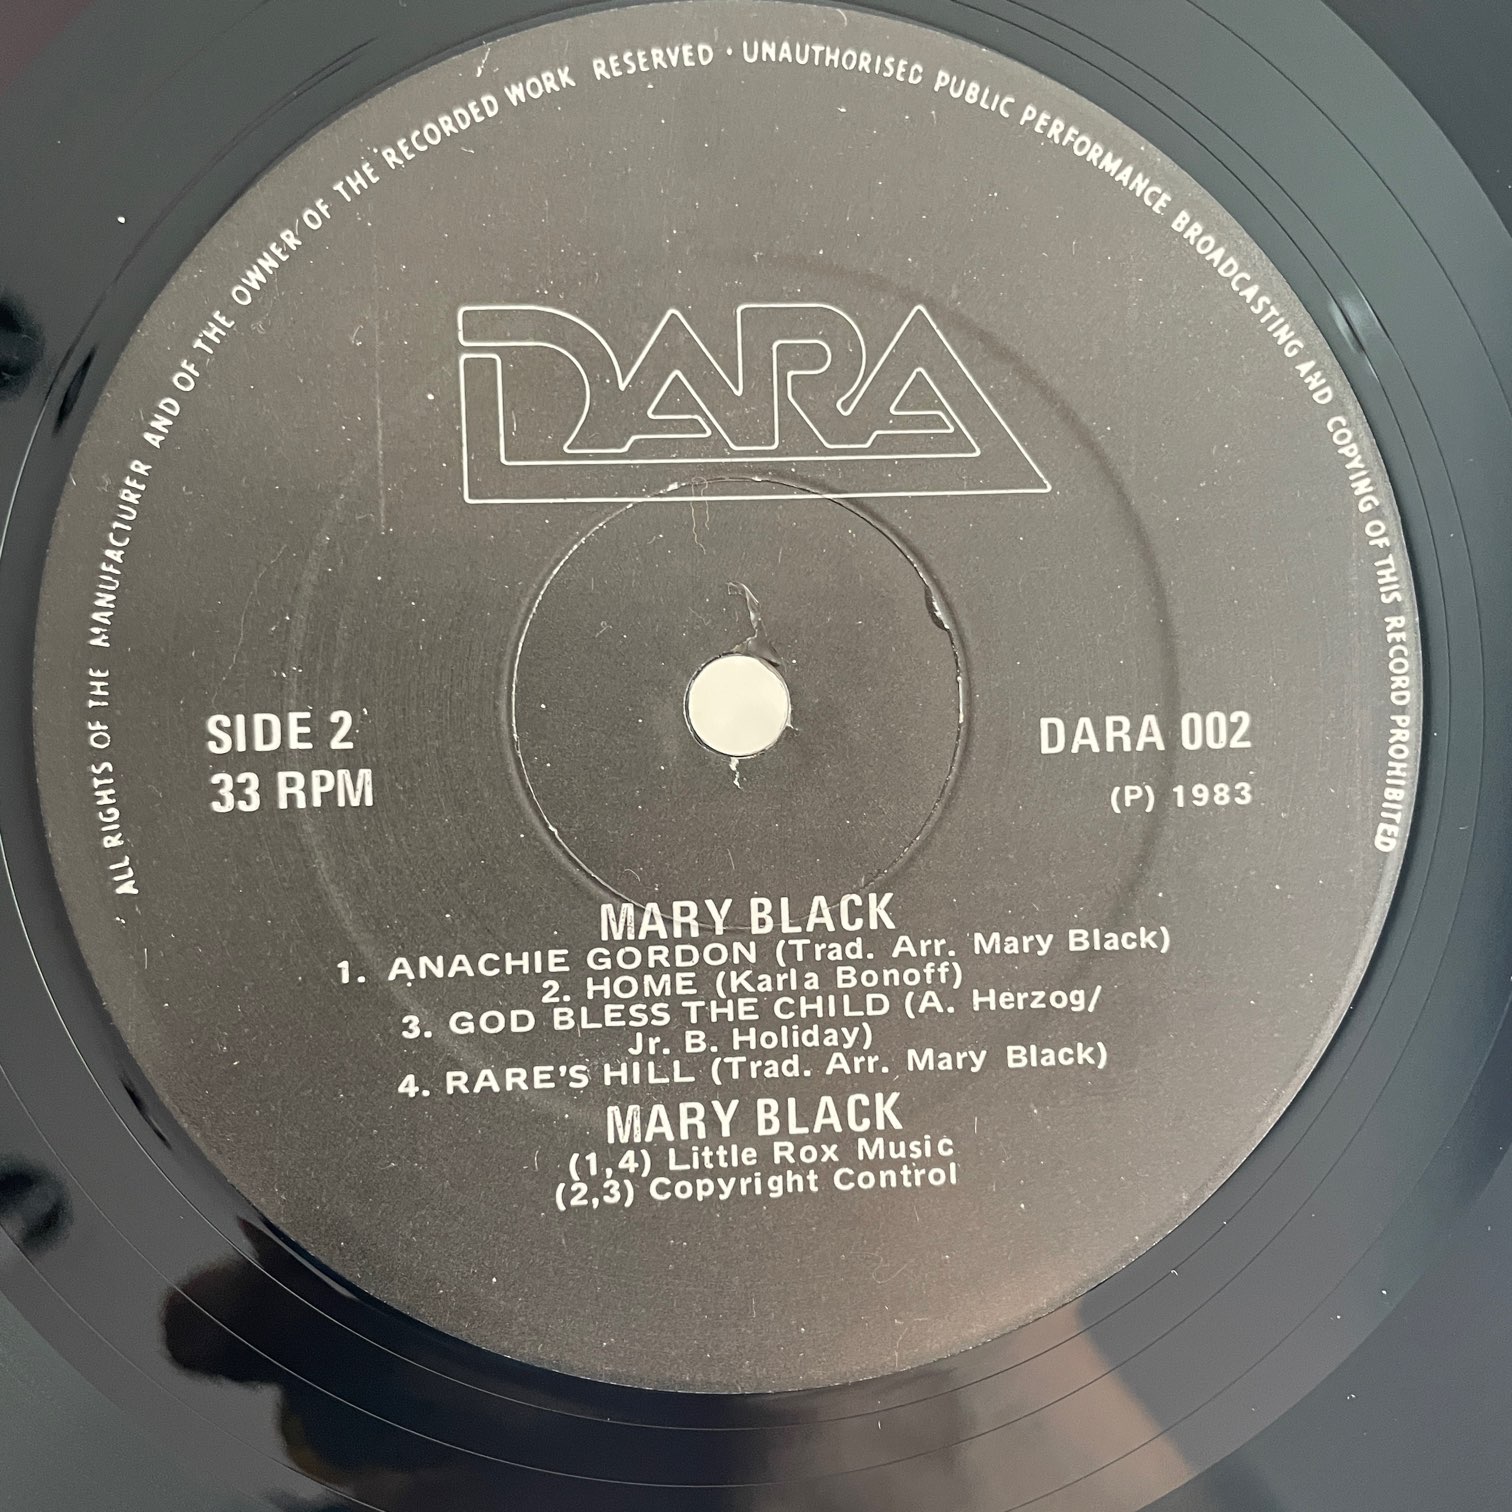 ALL RIGHTS OF THE MANUFACTURER AND OF THE OWNER OF THE RECORDED WORK RESERVED · UNAUTHORISED PUBLIC PERFORMANCE BROADCASTING AND COPYING OF THIS RECORD PROHIBITED
DARA
SIDE 2
33 RPM
DARA 002
(P) 1983
MARY BLACK
1. ANACHIE GORDON (Trad. Arr. Mary Black)
2. HOME (Karla Bonoff)
3. GOD BLESS THE CHILD (A. Herzog/
Jr. B. Holiday)
4. RARE'S HILL (Trad. Arr. Mary Black)
MARY BLACK
(1,4) Little Rox Music
(2,3) Copyright Control